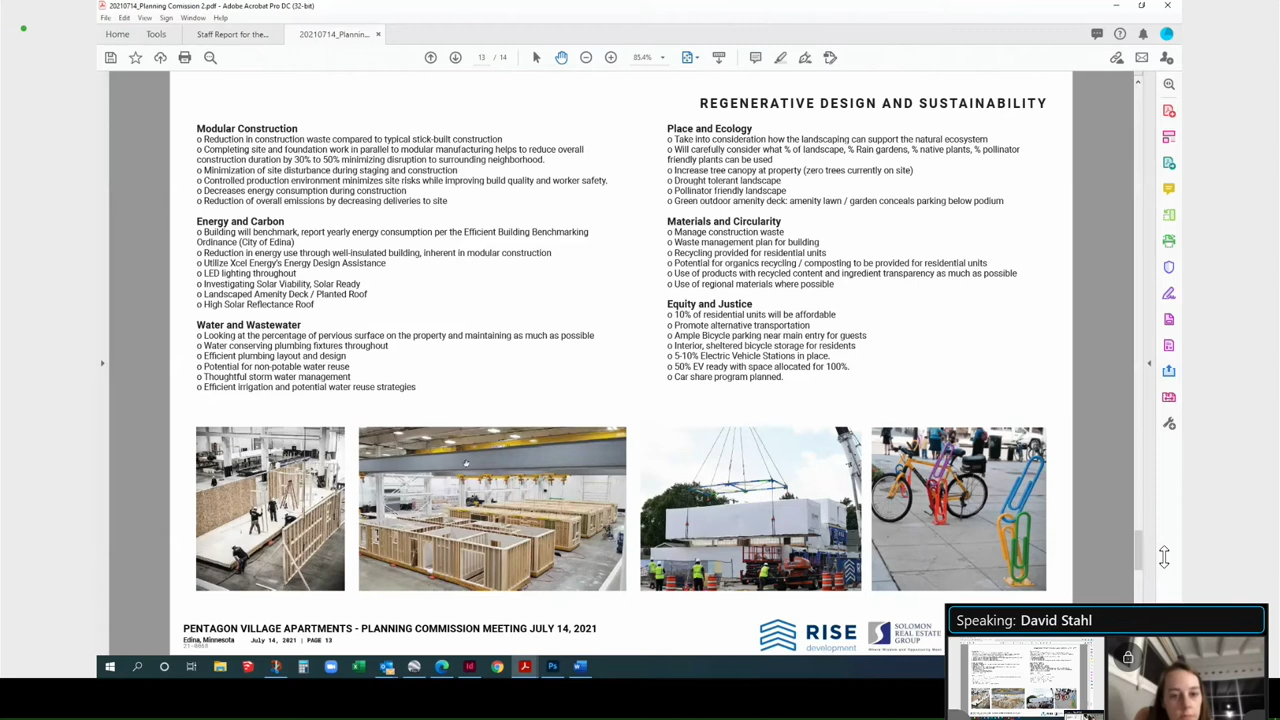 20210714_Planning Comission 2.pdf - Adobe Acrobat Pro DC (32-bit)
File Edit View Sign Window Help
Home Tools Staff Report for the... 20210714_Plannin... ×
13 / 14 85.4%
REGENERATIVE DESIGN AND SUSTAINABILITY
Modular Construction
o Reduction in construction waste compared to typical stick-built construction
o Completing site and foundation work in parallel to modular manufacturing helps to reduce overall
construction duration by 30% to 50% minimizing disruption to surrounding neighborhood.
o Minimization of site disturbance during staging and construction
o Controlled production environment minimizes site risks while improving build quality and worker safety.
o Decreases energy consumption during construction
o Reduction of overall emissions by decreasing deliveries to site
Energy and Carbon
o Building will benchmark, report yearly energy consumption per the Efficient Building Benchmarking
Ordinance (City of Edina)
o Reduction in energy use through well-insulated building, inherent in modular construction
o Utilize Xcel Energy's Energy Design Assistance
o LED lighting throughout
o Investigating Solar Viability, Solar Ready
o Landscaped Amenity Deck / Planted Roof
o High Solar Reflectance Roof
Water and Wastewater
o Looking at the percentage of pervious surface on the property and maintaining as much as possible
o Water conserving plumbing fixtures throughout
o Efficient plumbing layout and design
o Potential for non-potable water reuse
o Thoughtful storm water management
o Efficient irrigation and potential water reuse strategies
Place and Ecology
o Take into consideration how the landscaping can support the natural ecosystem
o Will carefully consider what % of landscape, % Rain gardens, % native plants, % pollinator
friendly plants can be used
o Increase tree canopy at property (zero trees currently on site)
o Drought tolerant landscape
o Pollinator friendly landscape
o Green outdoor amenity deck: amenity lawn / garden conceals parking below podium
Materials and Circularity
o Manage construction waste
o Waste management plan for building
o Recycling provided for residential units
o Potential for organics recycling / composting to be provided for residential units
o Use of products with recycled content and ingredient transparency as much as possible
o Use of regional materials where possible
Equity and Justice
o 10% of residential units will be affordable
o Promote alternative transportation
o Ample Bicycle parking near main entry for guests
o Interior, sheltered bicycle storage for residents
o 5-10% Electric Vehicle Stations in place.
o 50% EV ready with space allocated for 100%.
o Car share program planned.
PENTAGON VILLAGE APARTMENTS - PLANNING COMMISSION MEETING JULY 14, 2021
Edina, Minnesota July 14, 2021 | PAGE 13
RISE
development
SOLOMON
REAL ESTATE
GROUP
Speaking: David Stahl